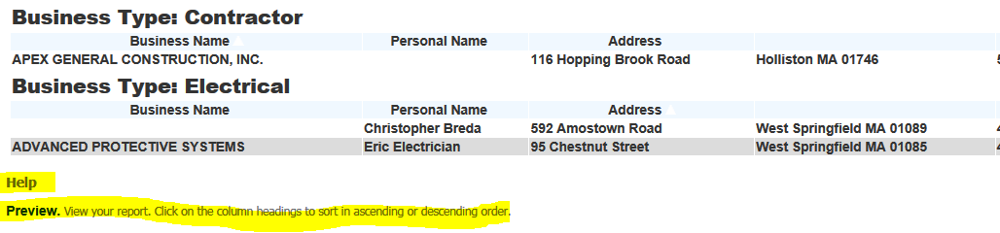 Business Type: Contractor
Business Name Personal Name Address
APEX GENERAL CONSTRUCTION, INC. 116 Hopping Brook Road Holliston MA 01746
Business Type: Electrical
Business Name Personal Name Address
Christopher Breda 592 Amostown Road West Springfield MA 01089
ADVANCED PROTECTIVE SYSTEMS Eric Electrician 95 Chestnut Street West Springfield MA 01085
Help
Preview. View your report. Click on the column headings to sort in ascending or descending order.